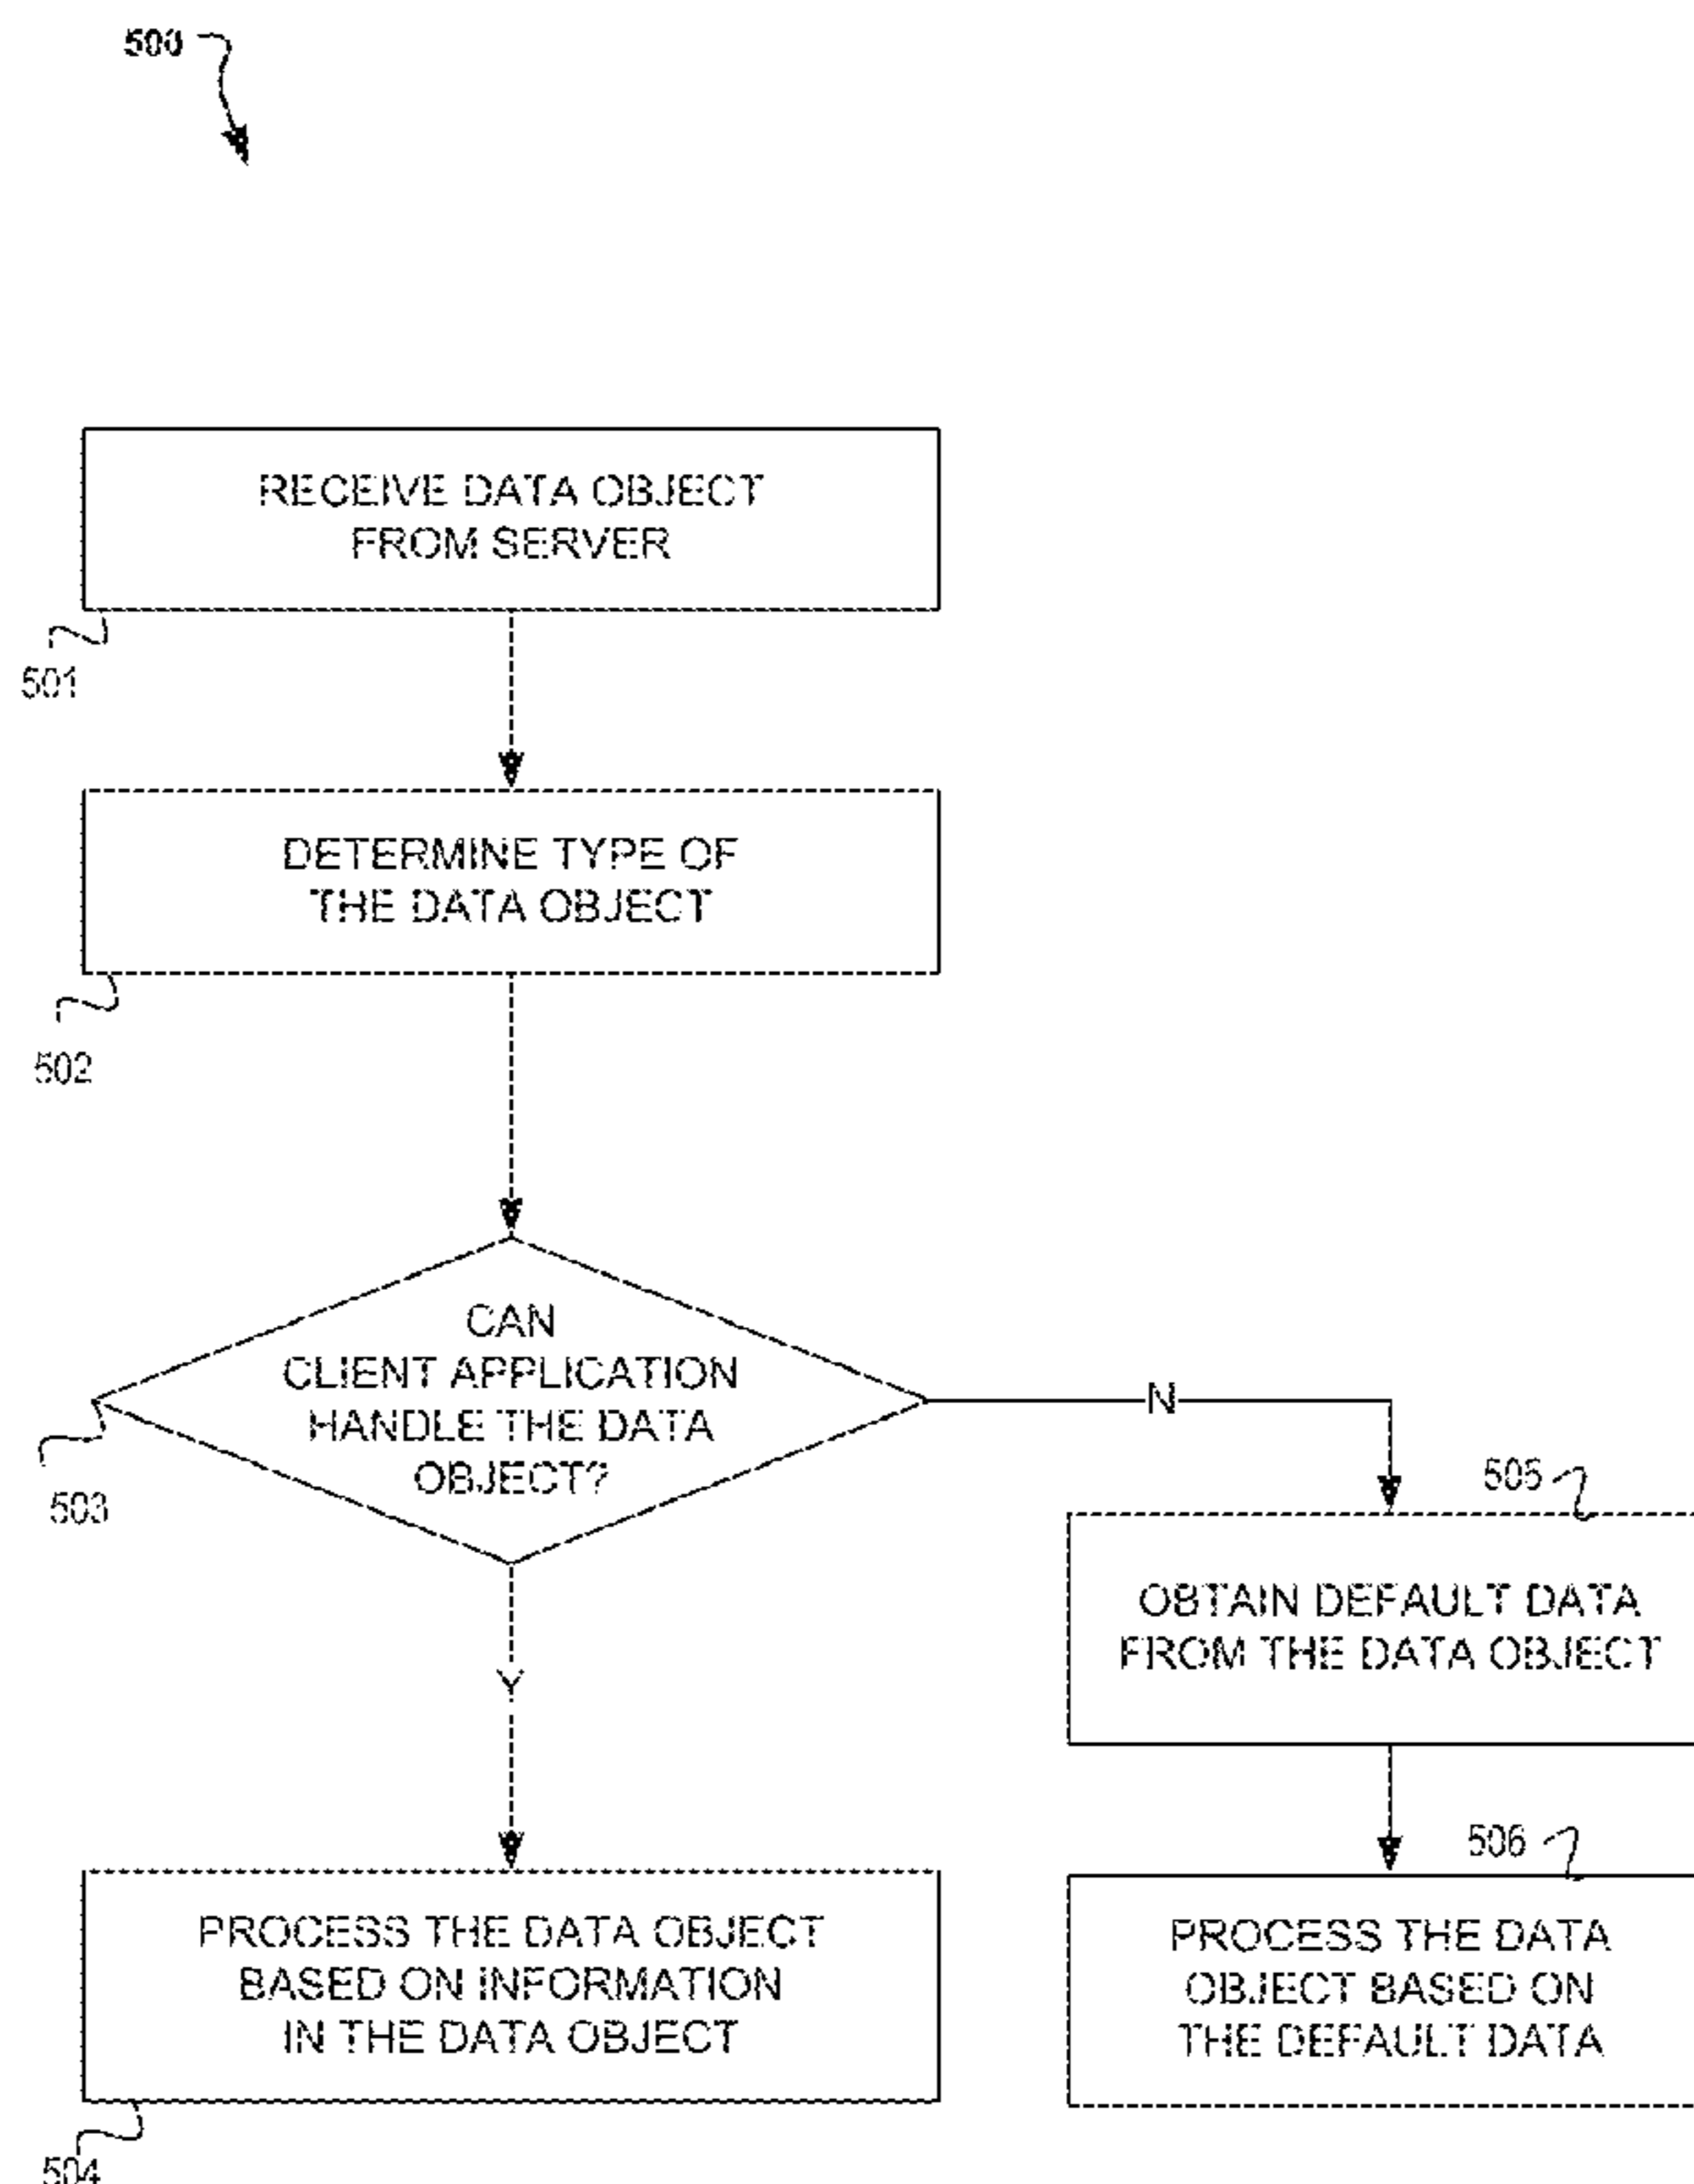 500
RECEIVE DATA OBJECT
FROM SERVER
501
DETERMINE TYPE OF
THE DATA OBJECT
502
CAN
CLIENT APPLICATION
HANDLE THE DATA
OBJECT?
503
N
Y
505
OBTAIN DEFAULT DATA
FROM THE DATA OBJECT
506
PROCESS THE DATA
OBJECT BASED ON
THE DEFAULT DATA
PROCESS THE DATA OBJECT
BASED ON INFORMATION
IN THE DATA OBJECT
504